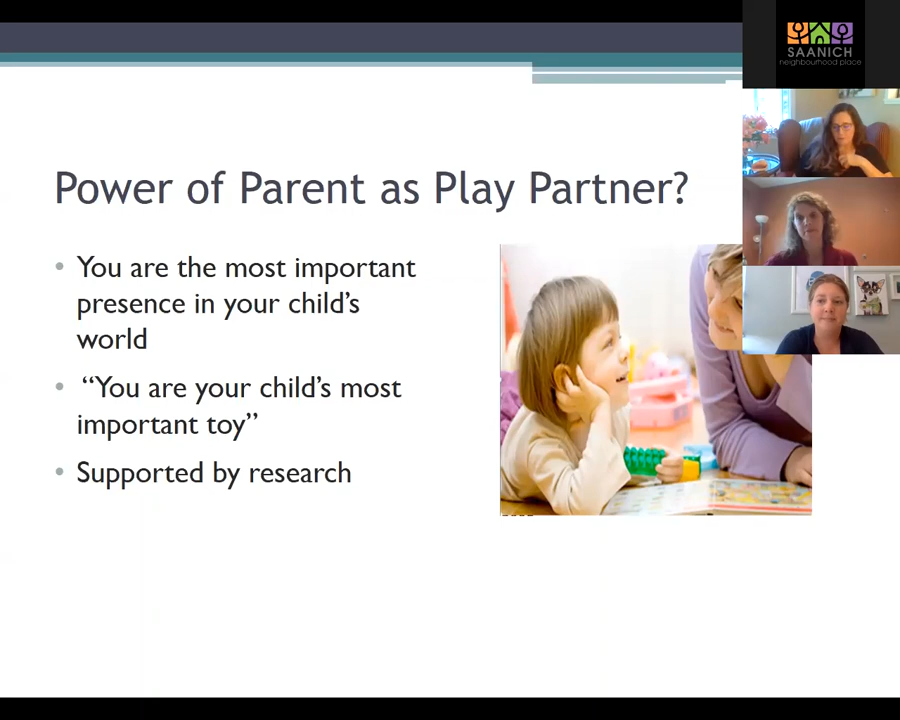 SAANICH
neighbourhood place
Power of Parent as Play Partner?
• You are the most important
presence in your child's
world
• “You are your child's most
important toy”
• Supported by research